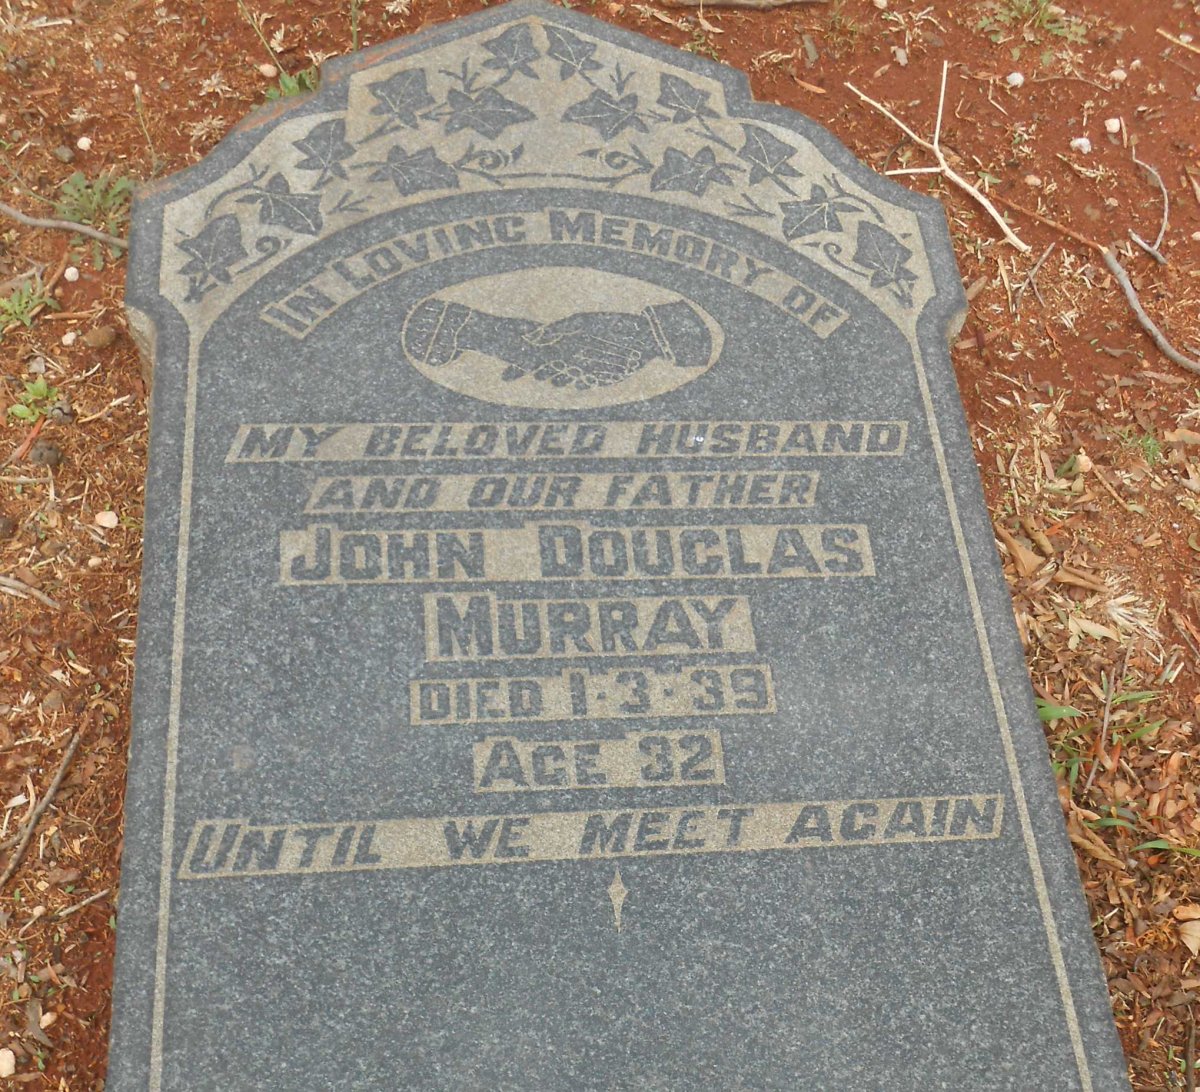 In Loving Memory of
My Beloved Husband
and our Father
John Douglas
Murray
Died 1·3·39
Age 32
Until we meet again